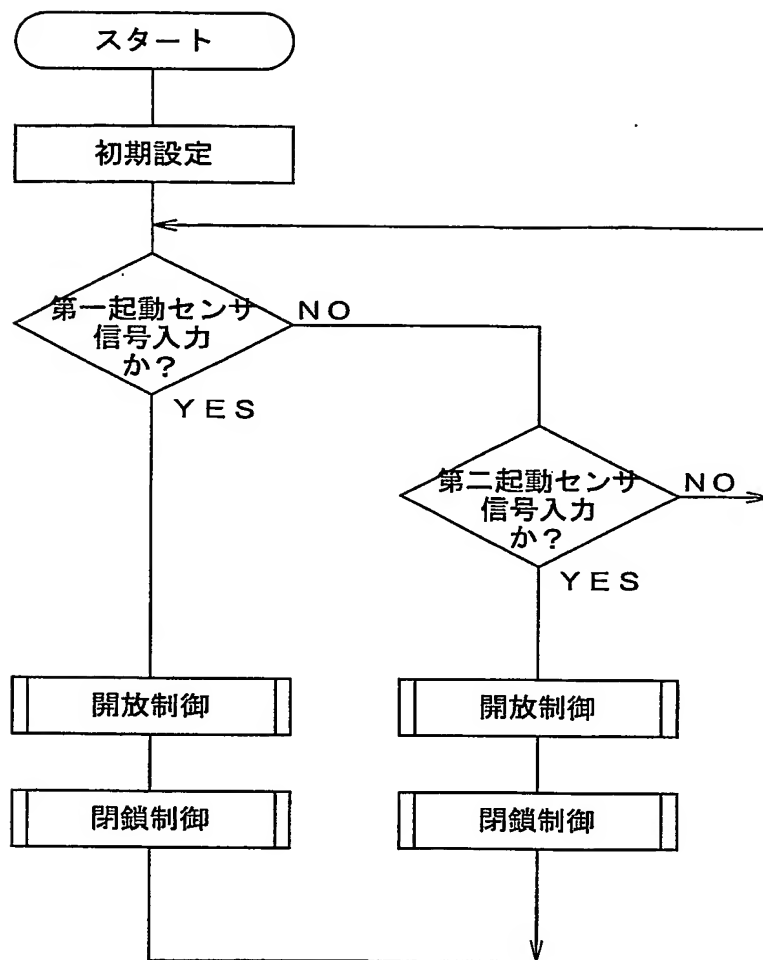 スタート
初期設定
第一起動センサ
信号入力
か？
NO
YES
第二起動センサ
信号入力
か？
NO
YES
開放制御
開放制御
閉鎖制御
閉鎖制御